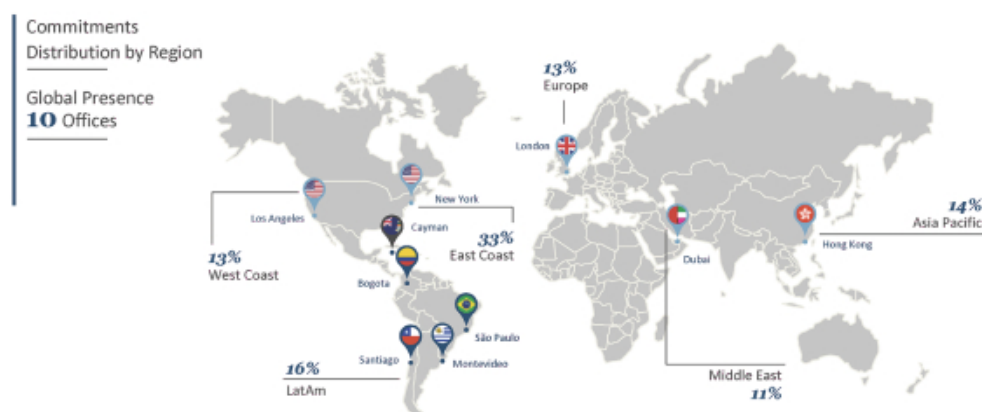 Commitments
Distribution by Region
Global Presence
10 Offices
13%
Europe
London
New York
Los Angeles
Cayman
33%
East Coast
13%
West Coast
14%
Asia Pacific
Hong Kong
Dubai
Bogota
São Paulo
Santiago
Montevideo
16%
LatAm
Middle East
11%